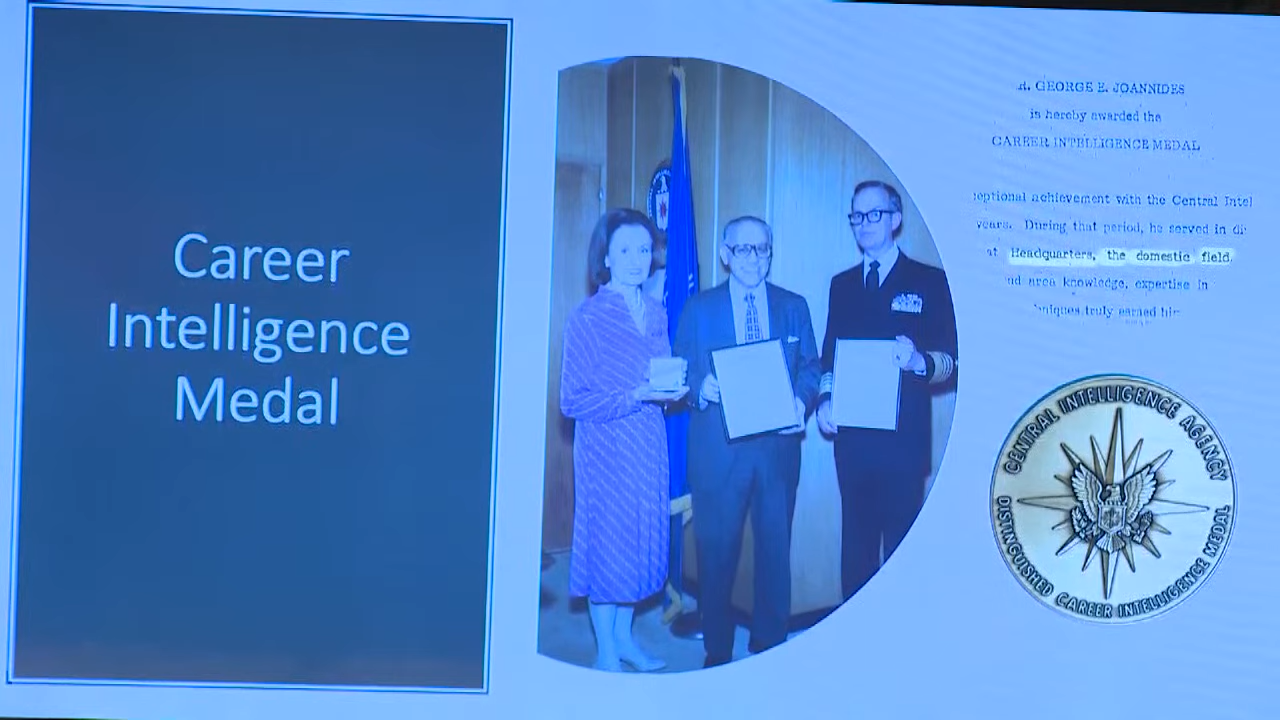 Career
Intelligence
Medal
GEORGE E. JOANNIDES
is hereby awarded the
CAREER INTELLIGENCE MEDAL
achievement with the Central
years. During that period, he served in
at Headquarters, the domestic field,
area knowledge, expertise in
truly earned
CENTRAL INTELLIGENCE AGENCY
DISTINGUISHED CAREER INTELLIGENCE MEDAL